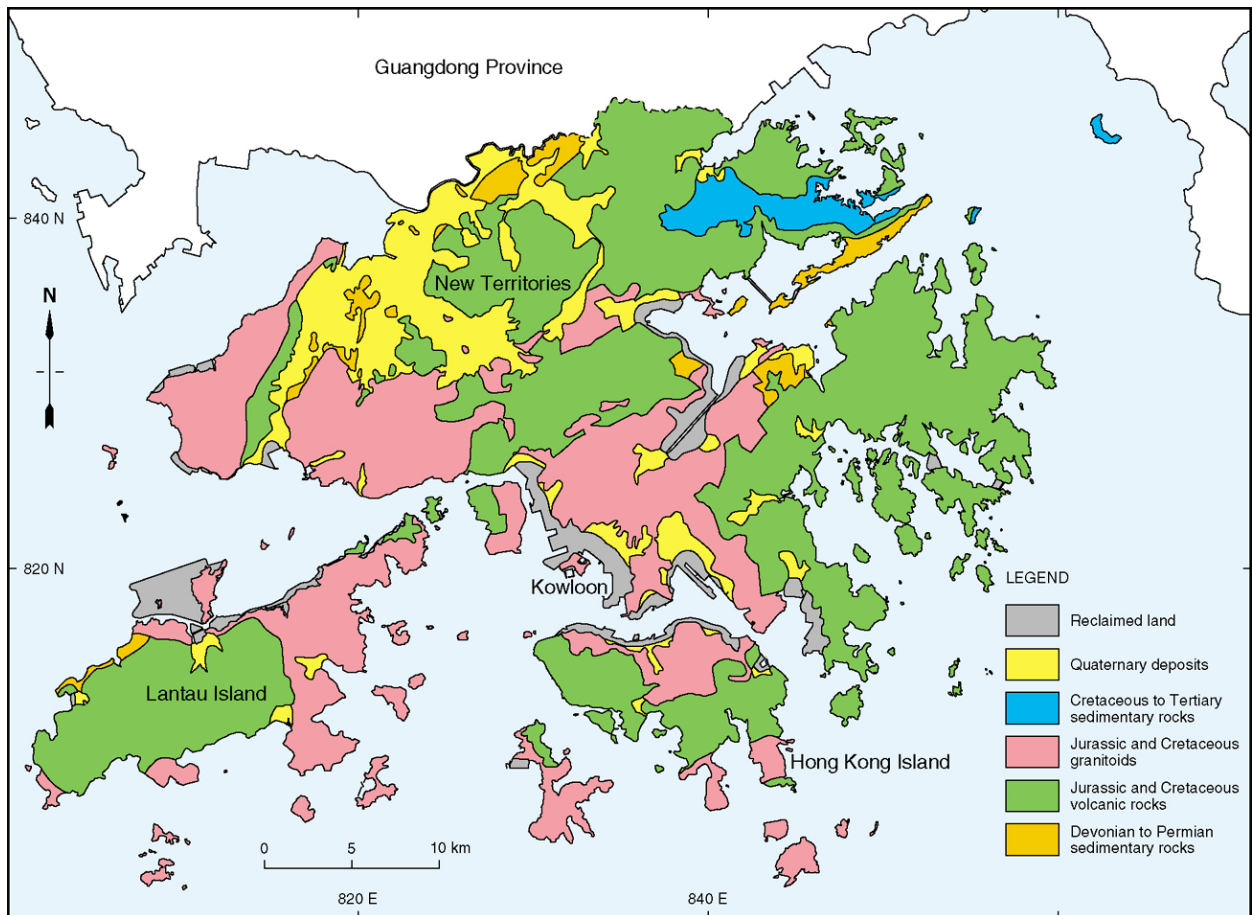 Guangdong Province
840 N
New Territories
N
820 N
Kowloon
LEGEND
Reclaimed land
Quaternary deposits
Cretaceous to Tertiary
sedimentary rocks
Jurassic and Cretaceous
granitoids
Jurassic and Cretaceous
volcanic rocks
Devonian to Permian
sedimentary rocks
Lantau Island
Hong Kong Island
0 5 10 km
820 E
840 E